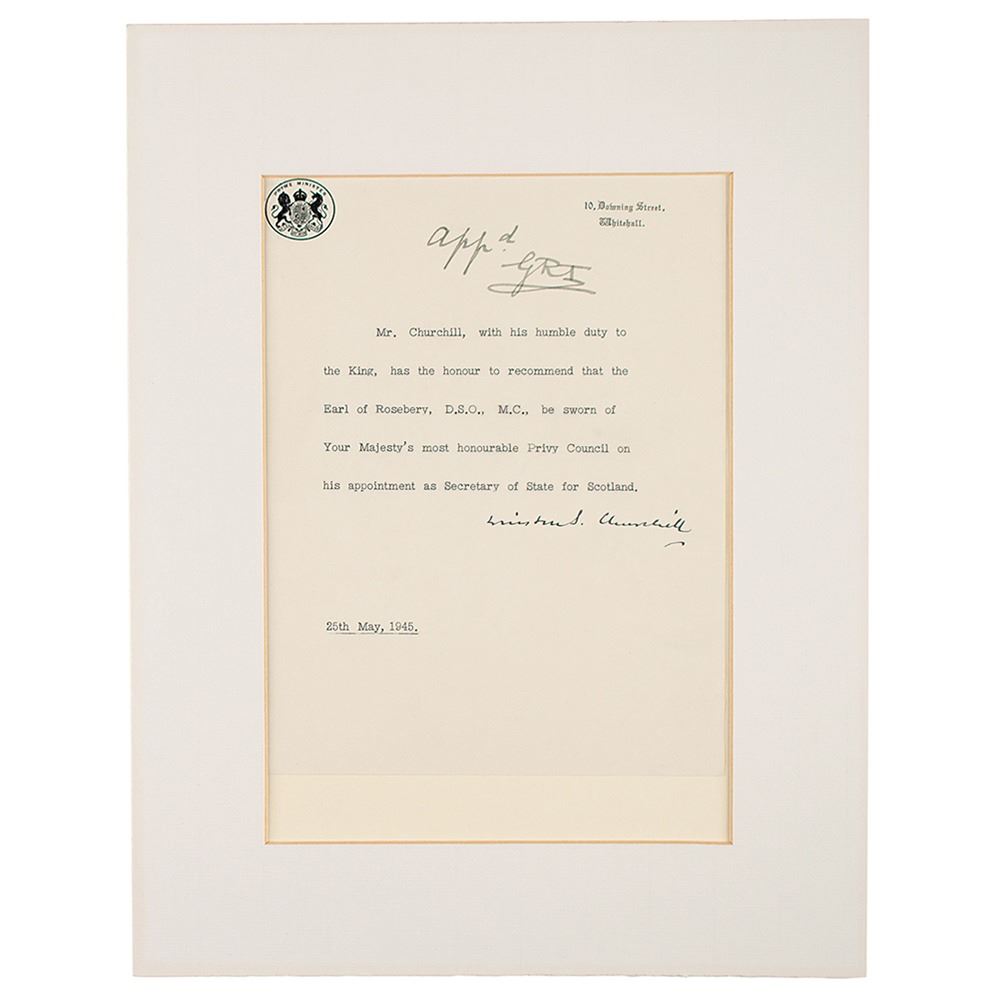 PRIME MINISTER
10, Downing Street,
Whitehall.
Appd
GRI
Mr. Churchill, with his humble duty to
the King, has the honour to recommend that the
Earl of Rosebery, D.S.O., M.C., be sworn of
Your Majesty's most honourable Privy Council on
his appointment as Secretary of State for Scotland.
Winston S. Churchill
25th May, 1945.